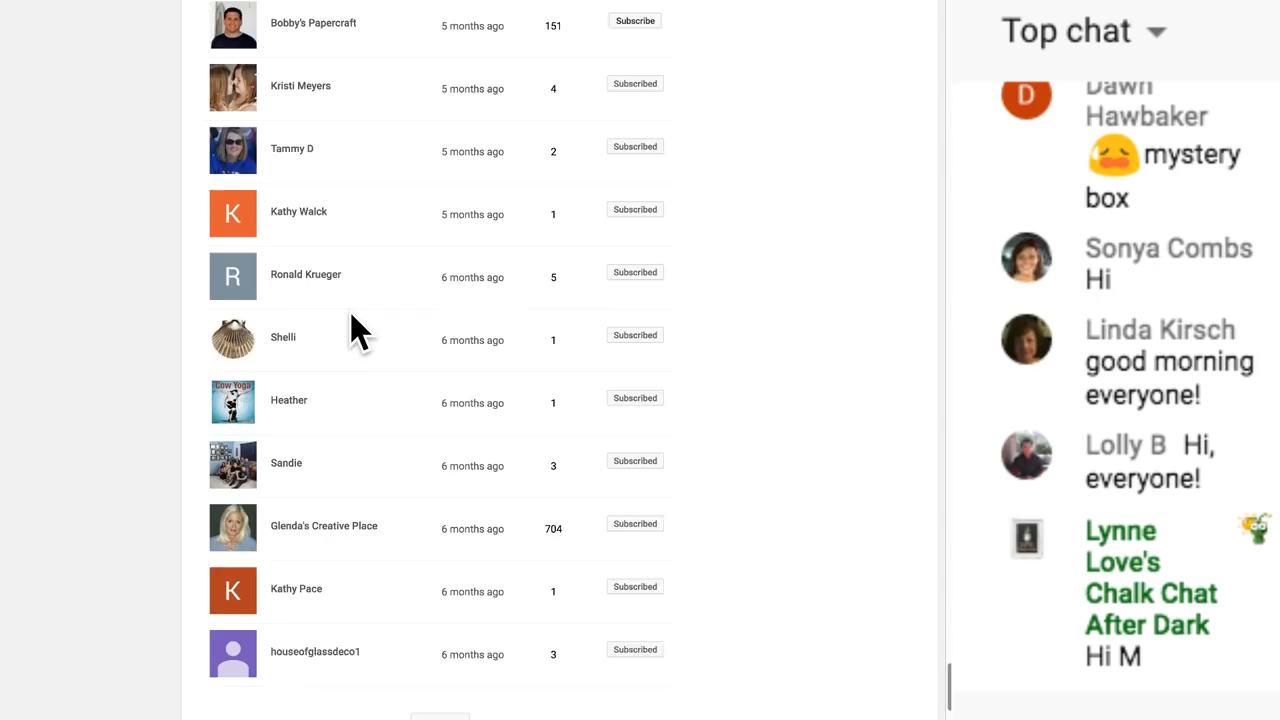 Bobby's Papercraft 5 months ago 151 Subscribe
Kristi Meyers 5 months ago 4 Subscribed
Tammy D 5 months ago 2 Subscribed
K Kathy Walck 5 months ago 1 Subscribed
R Ronald Krueger 6 months ago 5 Subscribed
Shelli 6 months ago 1 Subscribed
Cow Yoga Heather 6 months ago 1 Subscribed
Sandie 6 months ago 3 Subscribed
Glenda's Creative Place 6 months ago 704 Subscribed
K Kathy Pace 6 months ago 1 Subscribed
houseofglassdeco1 6 months ago 3 Subscribed
Top chat
D Dawn
Hawbaker
mystery
box
Sonya Combs
Hi
Linda Kirsch
good morning
everyone!
Lolly B Hi,
everyone!
Lynne
Love's
Chalk Chat
After Dark
Hi M